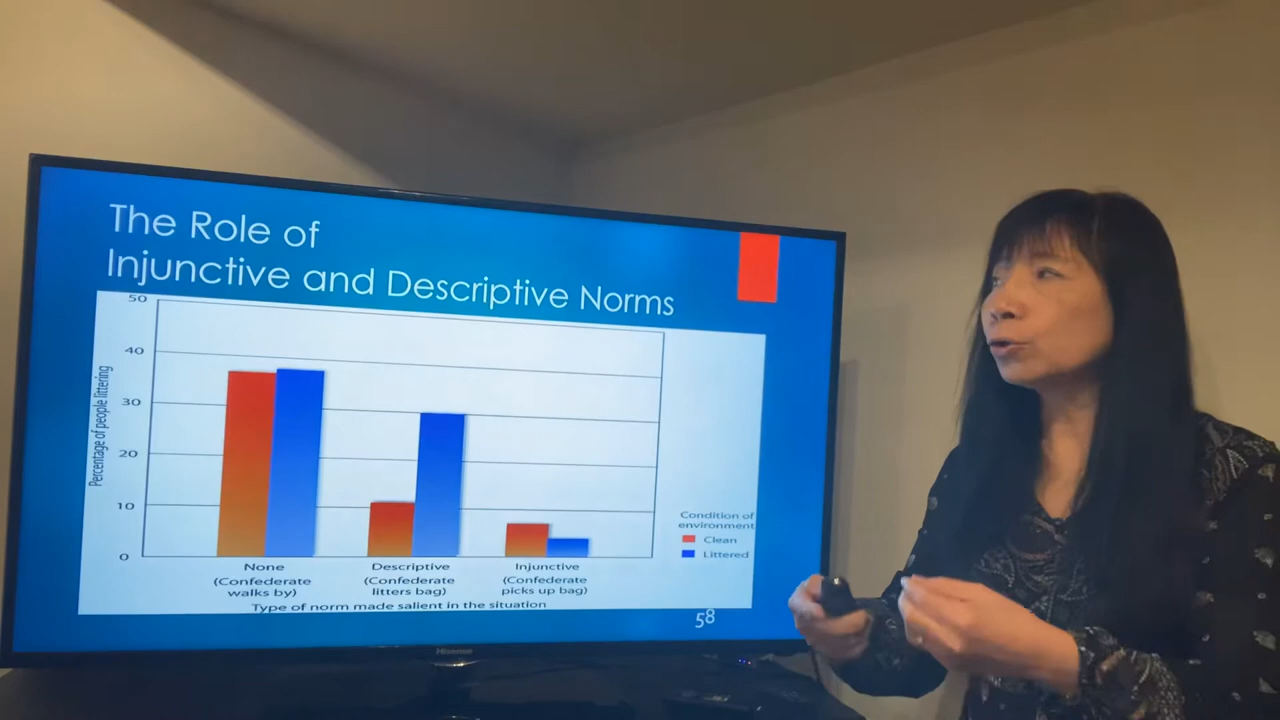 The Role of
Injunctive and Descriptive Norms
50
40
30
20
10
0
Percentage of people littering
None
(Confederate
walks by)
Descriptive
(Confederate
litters bag)
Injunctive
(Confederate
picks up bag)
Type of norm made salient in the situation
Condition of
environment
Clean
Littered
58
Hisense